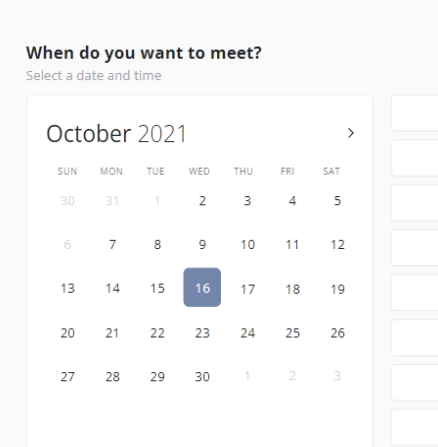 When do you want to meet?
Select a date and time
October 2021
SUN MON TUE WED THU FRI SAT
30 31 1 2 3 4 5
6 7 8 9 10 11 12
13 14 15 16 17 18 19
20 21 22 23 24 25 26
27 28 29 30 1 2 3